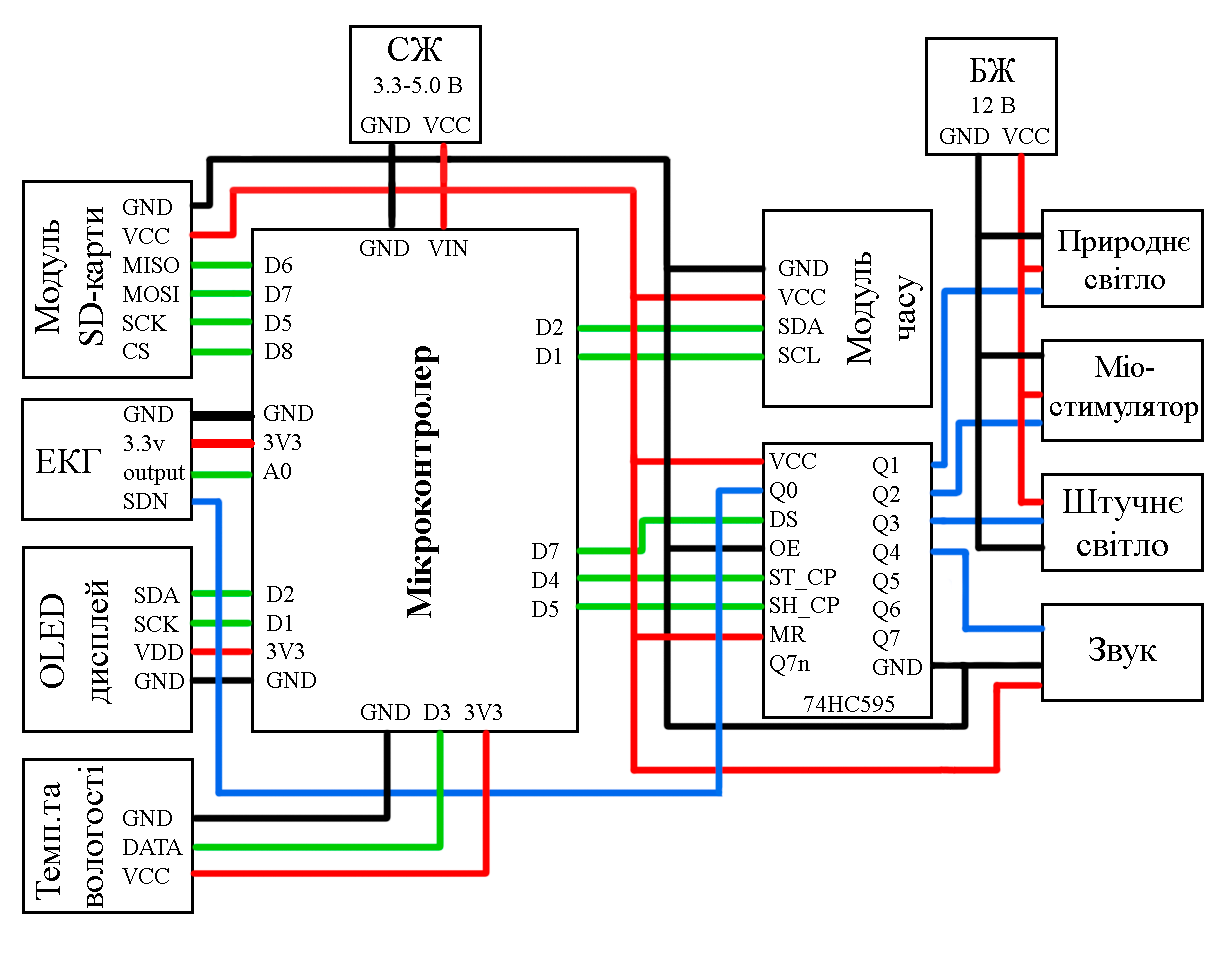 СЖ
3.3-5.0 В
GND VCC
БЖ
12 В
GND VCC
Модуль
SD-карти
GND
VCC
MISO
MOSI
SCK
CS
ЕКГ
GND
3.3v
output
SDN
OLED
дисплей
SDA
SCK
VDD
GND
Темп.та
вологості
GND
DATA
VCC
Мікроконтролер
GND VIN
D6
D7
D5
D8
GND
3V3
A0
D2
D1
3V3
GND
GND D3 3V3
D2
D1
D7
D4
D5
GND
VCC
SDA
SCL
Модуль
часу
VCC
Q0
DS
OE
ST_CP
SH_CP
MR
Q7n
Q1
Q2
Q3
Q4
Q5
Q6
Q7
GND
74HC595
Природнє
світло
Міо-
стимулятор
Штучнє
світло
Звук